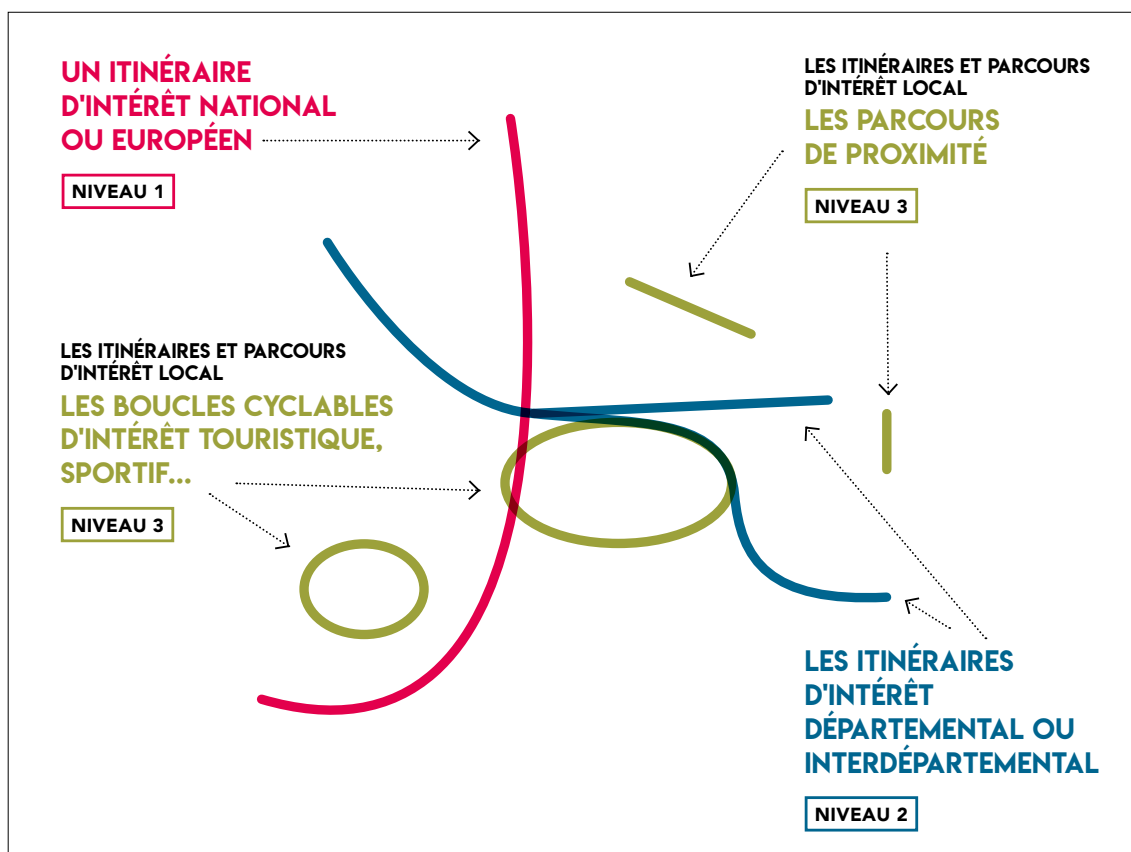 UN ITINÉRAIRE
D'INTÉRÊT NATIONAL
OU EUROPÉEN
NIVEAU 1
LES ITINÉRAIRES ET PARCOURS
D'INTÉRÊT LOCAL
LES PARCOURS
DE PROXIMITÉ
NIVEAU 3
LES ITINÉRAIRES ET PARCOURS
D'INTÉRÊT LOCAL
LES BOUCLES CYCLABLES
D'INTÉRÊT TOURISTIQUE,
SPORTIF...
NIVEAU 3
LES ITINÉRAIRES
D'INTÉRÊT
DÉPARTEMENTAL OU
INTERDÉPARTEMENTAL
NIVEAU 2